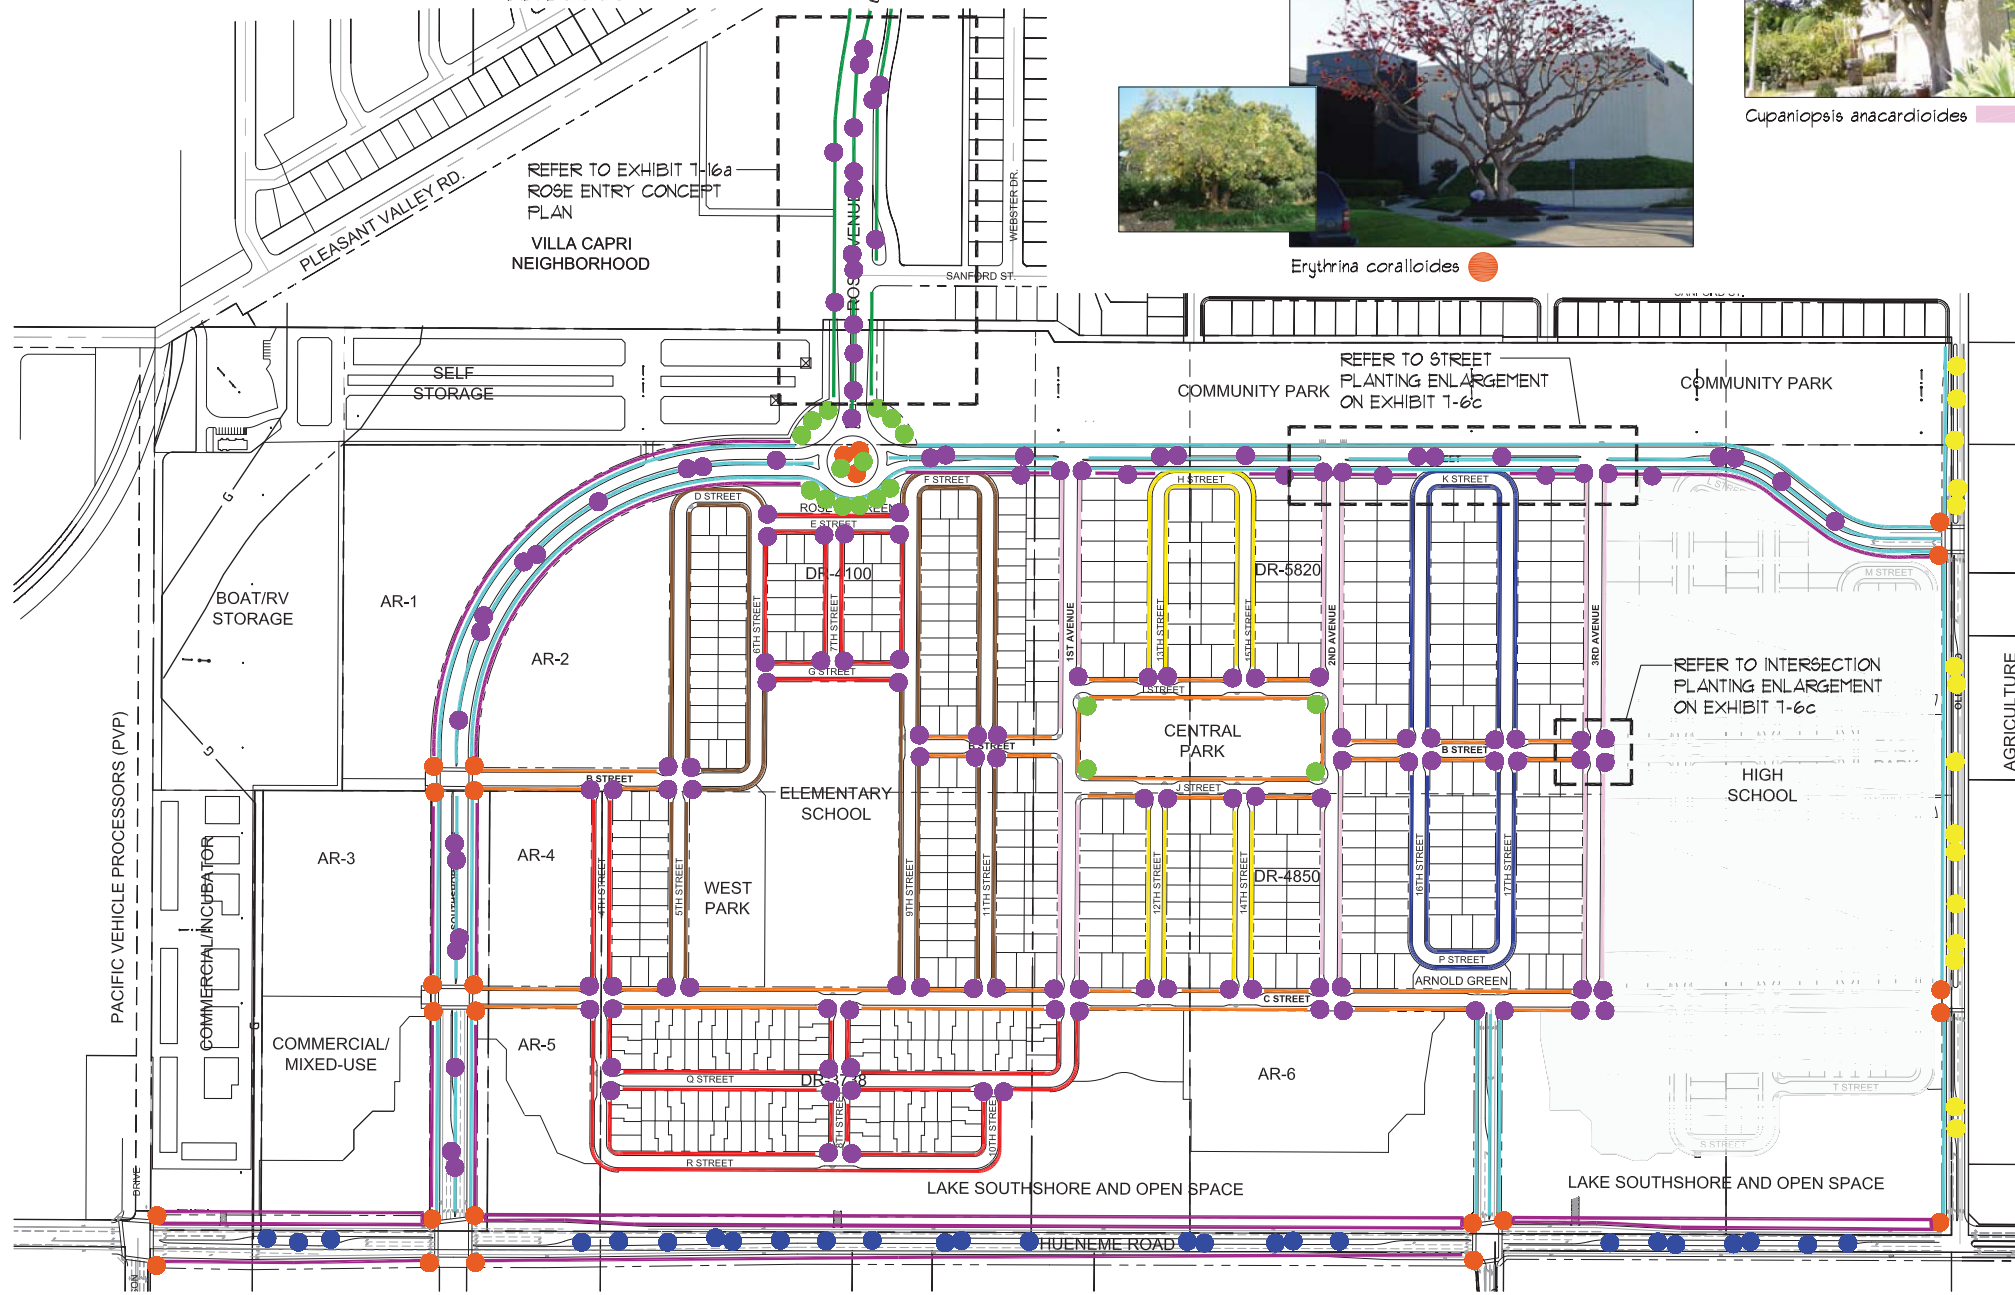 Cupaniopsis anacardioides
Erythrina coralloides
REFER TO EXHIBIT 7-16a
ROSE ENTRY CONCEPT
PLAN
VILLA CAPRI
NEIGHBORHOOD
PLEASANT VALLEY RD.
WEBSTER DR.
SANFORD ST.
SELF
STORAGE
COMMUNITY PARK
REFER TO STREET
PLANTING ENLARGEMENT
ON EXHIBIT 7-6c
COMMUNITY PARK
D STREET
F STREET
H STREET
K STREET
E STREET
DR-4100
DR-5820
M STREET
BOAT/RV
STORAGE
AR-1
AR-2
6TH STREET
7TH STREET
G STREET
1ST AVENUE
13TH STREET
15TH STREET
2ND AVENUE
3RD AVENUE
REFER TO INTERSECTION
PLANTING ENLARGEMENT
ON EXHIBIT 7-6c
I STREET
CENTRAL
PARK
B STREET
B STREET
B STREET
J STREET
HIGH
SCHOOL
AGRICULTURE
ELEMENTARY
SCHOOL
PACIFIC VEHICLE PROCESSORS (PVP)
COMMERCIAL/INCUBATOR
AR-3
AR-4
WEST
PARK
4TH STREET
5TH STREET
9TH STREET
11TH STREET
12TH STREET
14TH STREET
DR-4850
16TH STREET
17TH STREET
P STREET
ARNOLD GREEN
C STREET
COMMERCIAL/
MIXED-USE
AR-5
Q STREET
AR-6
T STREET
8TH STREET
10TH STREET
S STREET
R STREET
LAKE SOUTHSHORE AND OPEN SPACE
LAKE SOUTHSHORE AND OPEN SPACE
DRIVE
HUENEME ROAD